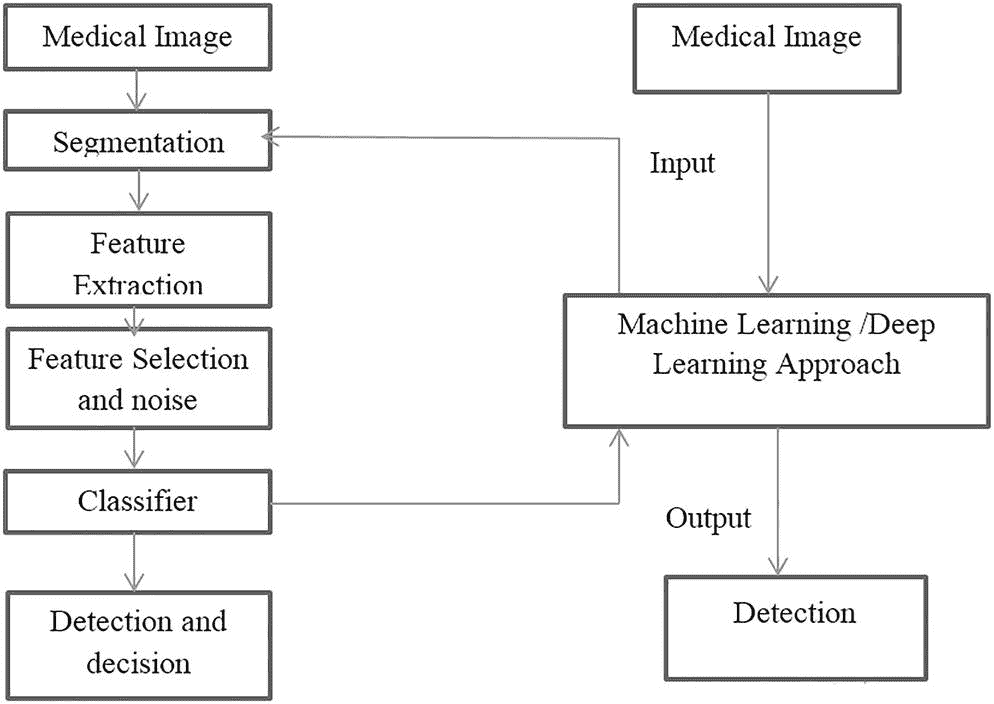 Medical Image
Segmentation
Feature
Extraction
Feature Selection
and noise
Classifier
Detection and
decision
Medical Image
Input
Machine Learning /Deep
Learning Approach
Output
Detection